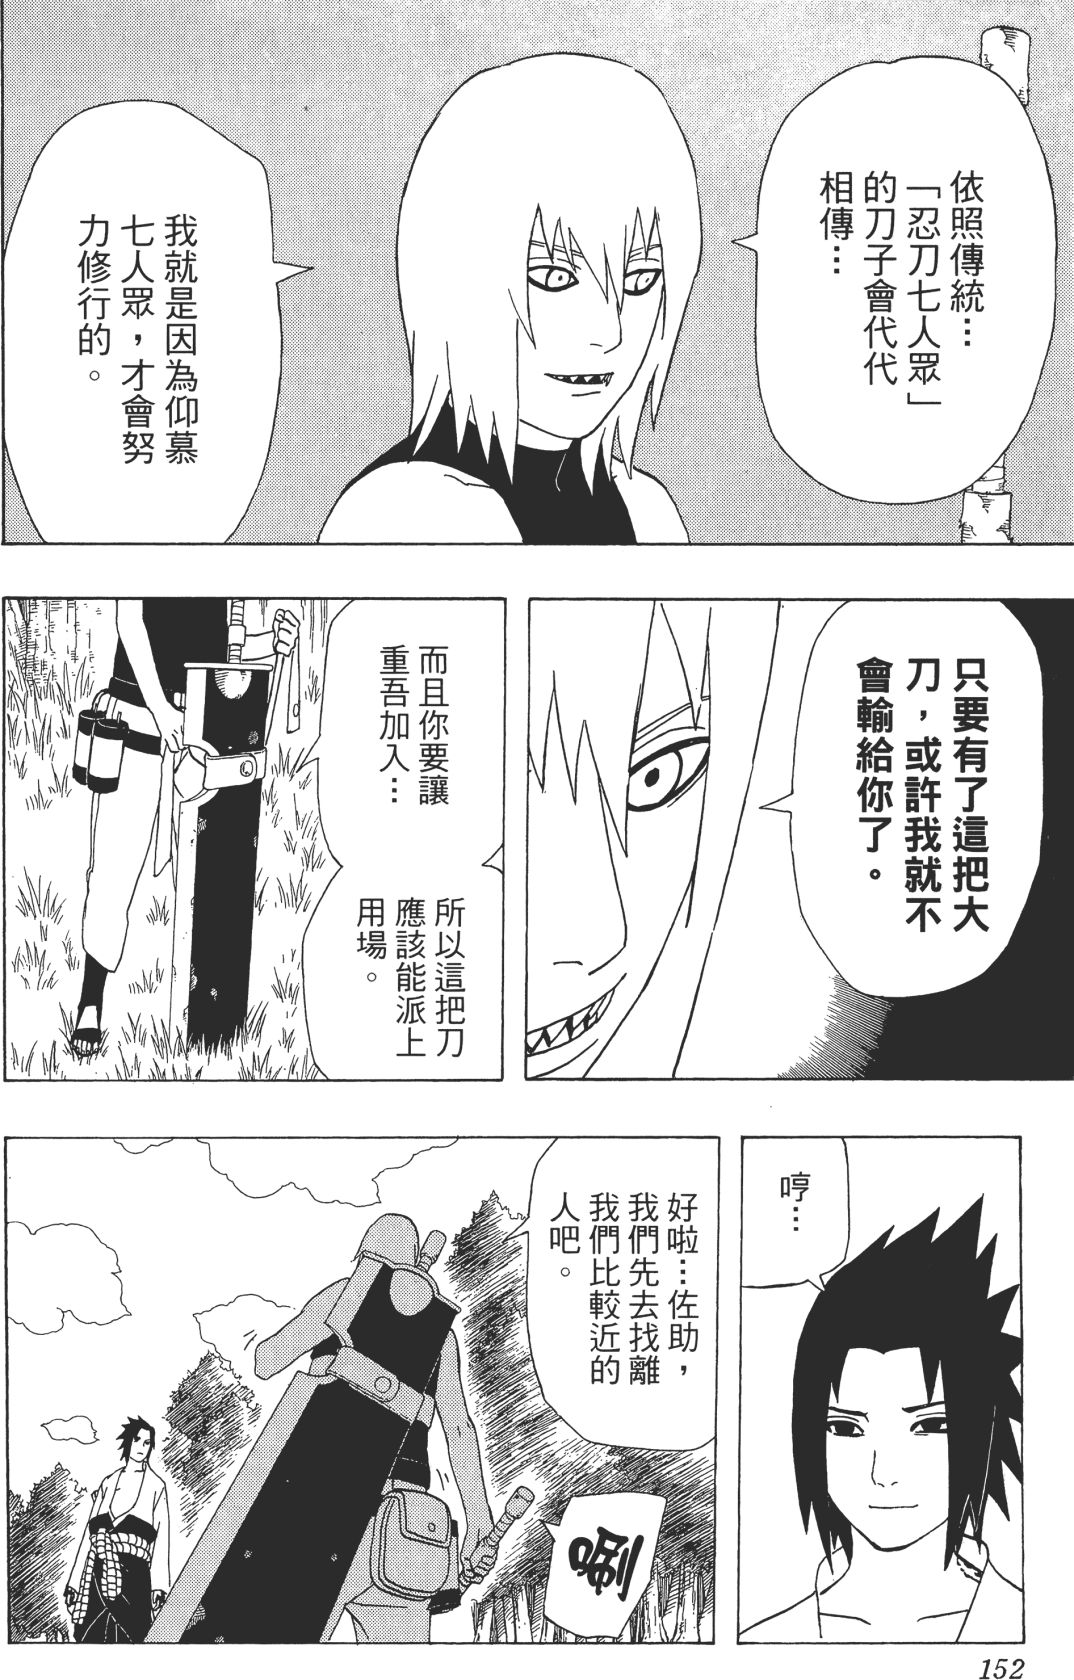 依照傳統…
「忍刀七人眾」
的刀子會代代
相傳…
我就是因為仰慕
七人眾，才會努
力修行的。
只要有了這把大
刀，或許我就不
會輸給你了。
而且你要讓
重吾加入…
所以這把刀
應該能派上
用場。
哼…
好啦…佐助，
我們先去找離
我們比較近的
人吧。
唰
152